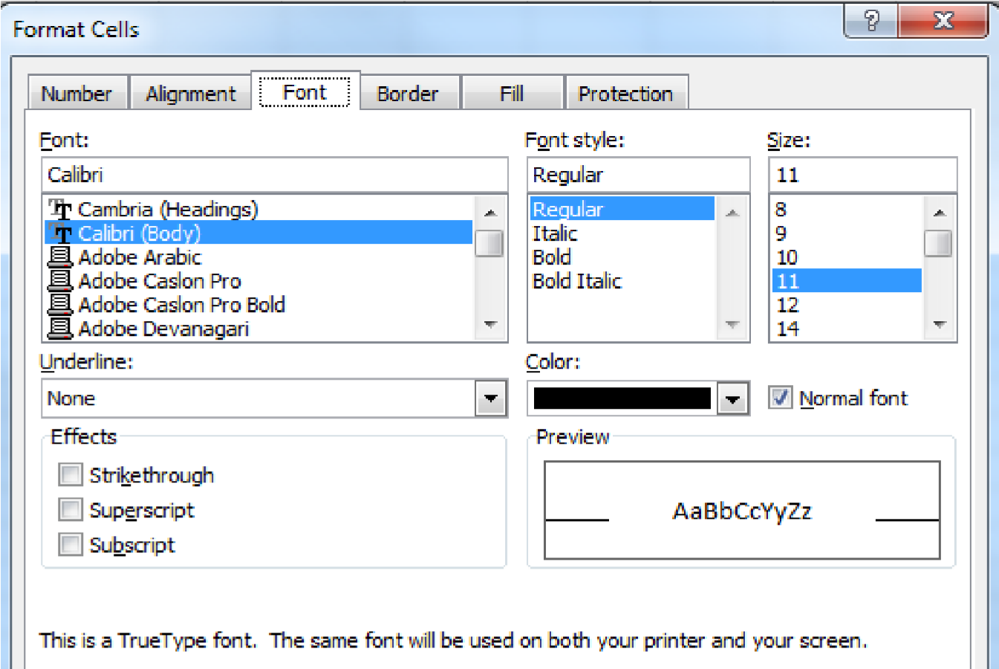 Format Cells
?
Number Alignment Font Border Fill Protection
Font: Font style: Size:
Calibri Regular 11
Cambria (Headings) Regular 8
Calibri (Body) Italic 9
Adobe Arabic Bold 10
Adobe Caslon Pro Bold Italic 11
Adobe Caslon Pro Bold 12
Adobe Devanagari 14
Underline: Color:
None Normal font
Effects Preview
Strikethrough
Superscript AaBbCcYyZz
Subscript
This is a TrueType font. The same font will be used on both your printer and your screen.